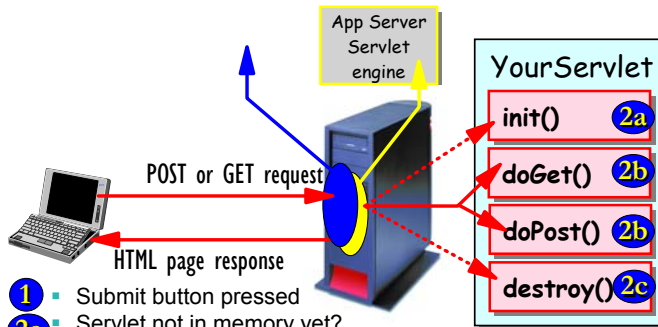 App Server
Servlet
engine
YourServlet
init() 2a
doGet() 2b
doPost() 2b
destroy() 2c
POST or GET request
HTML page response
1 Submit button pressed
2a Servlet not in memory yet?